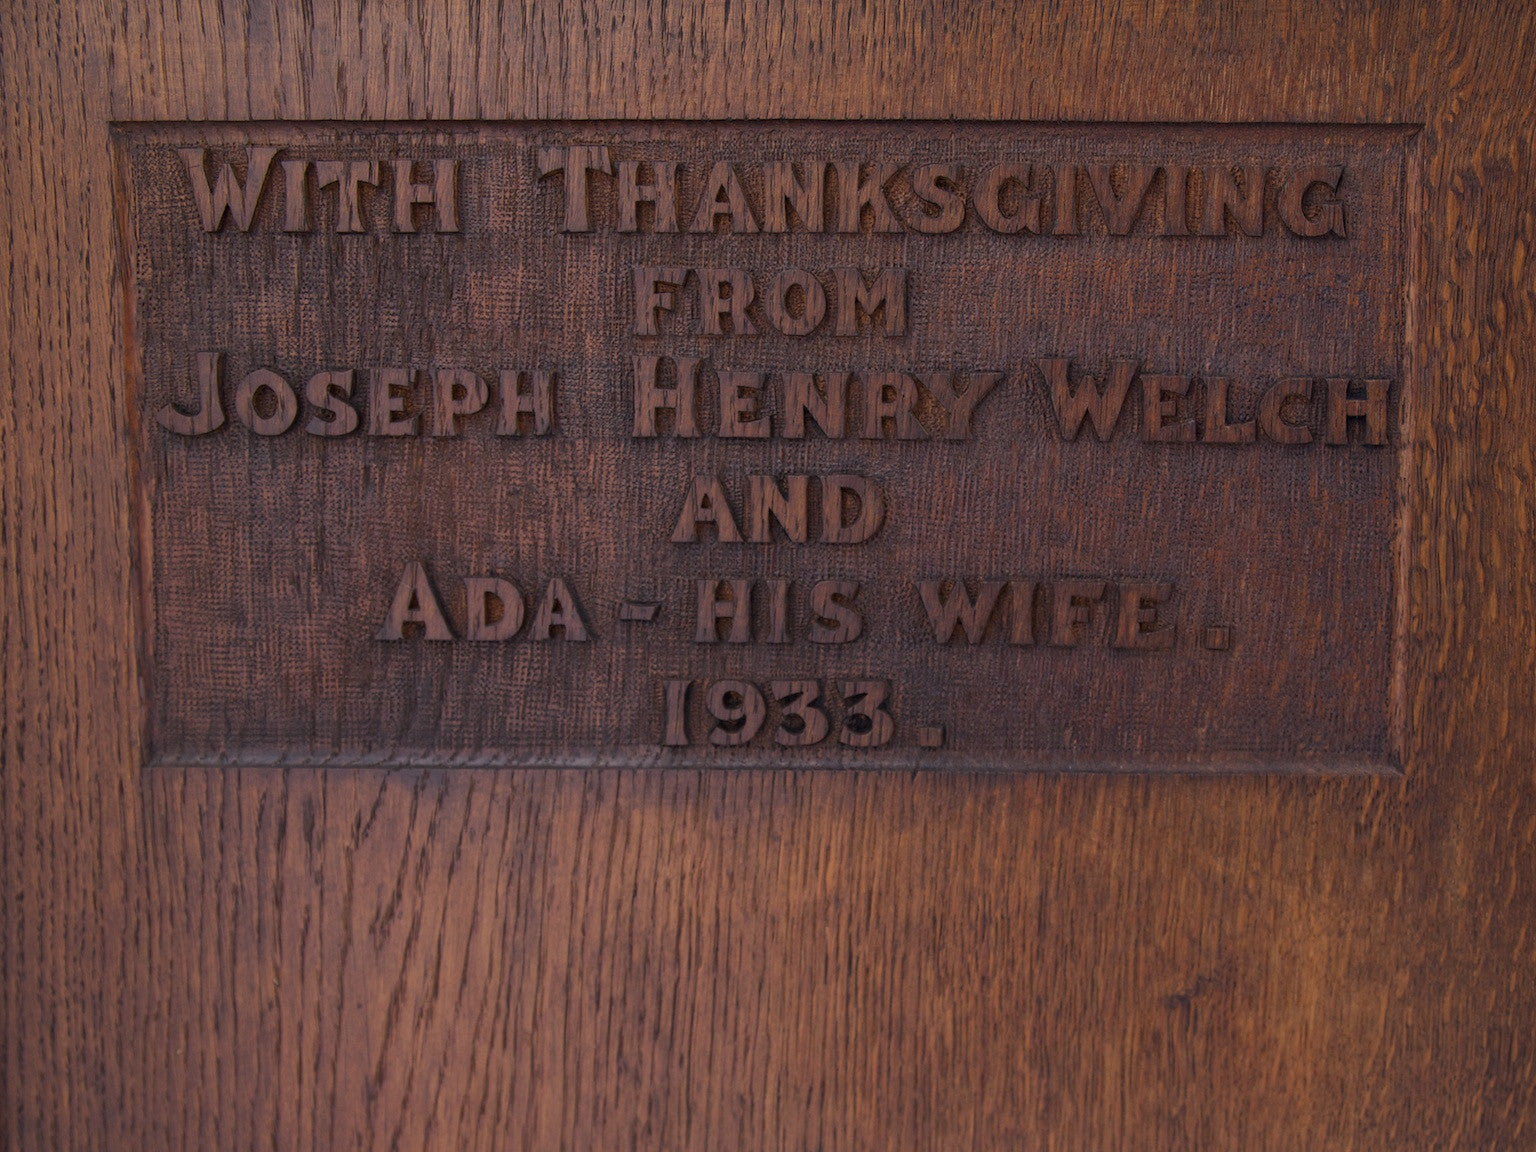 WITH THANKSGIVING
FROM
JOSEPH HENRY WELCH
AND
ADA - HIS WIFE.
1933.